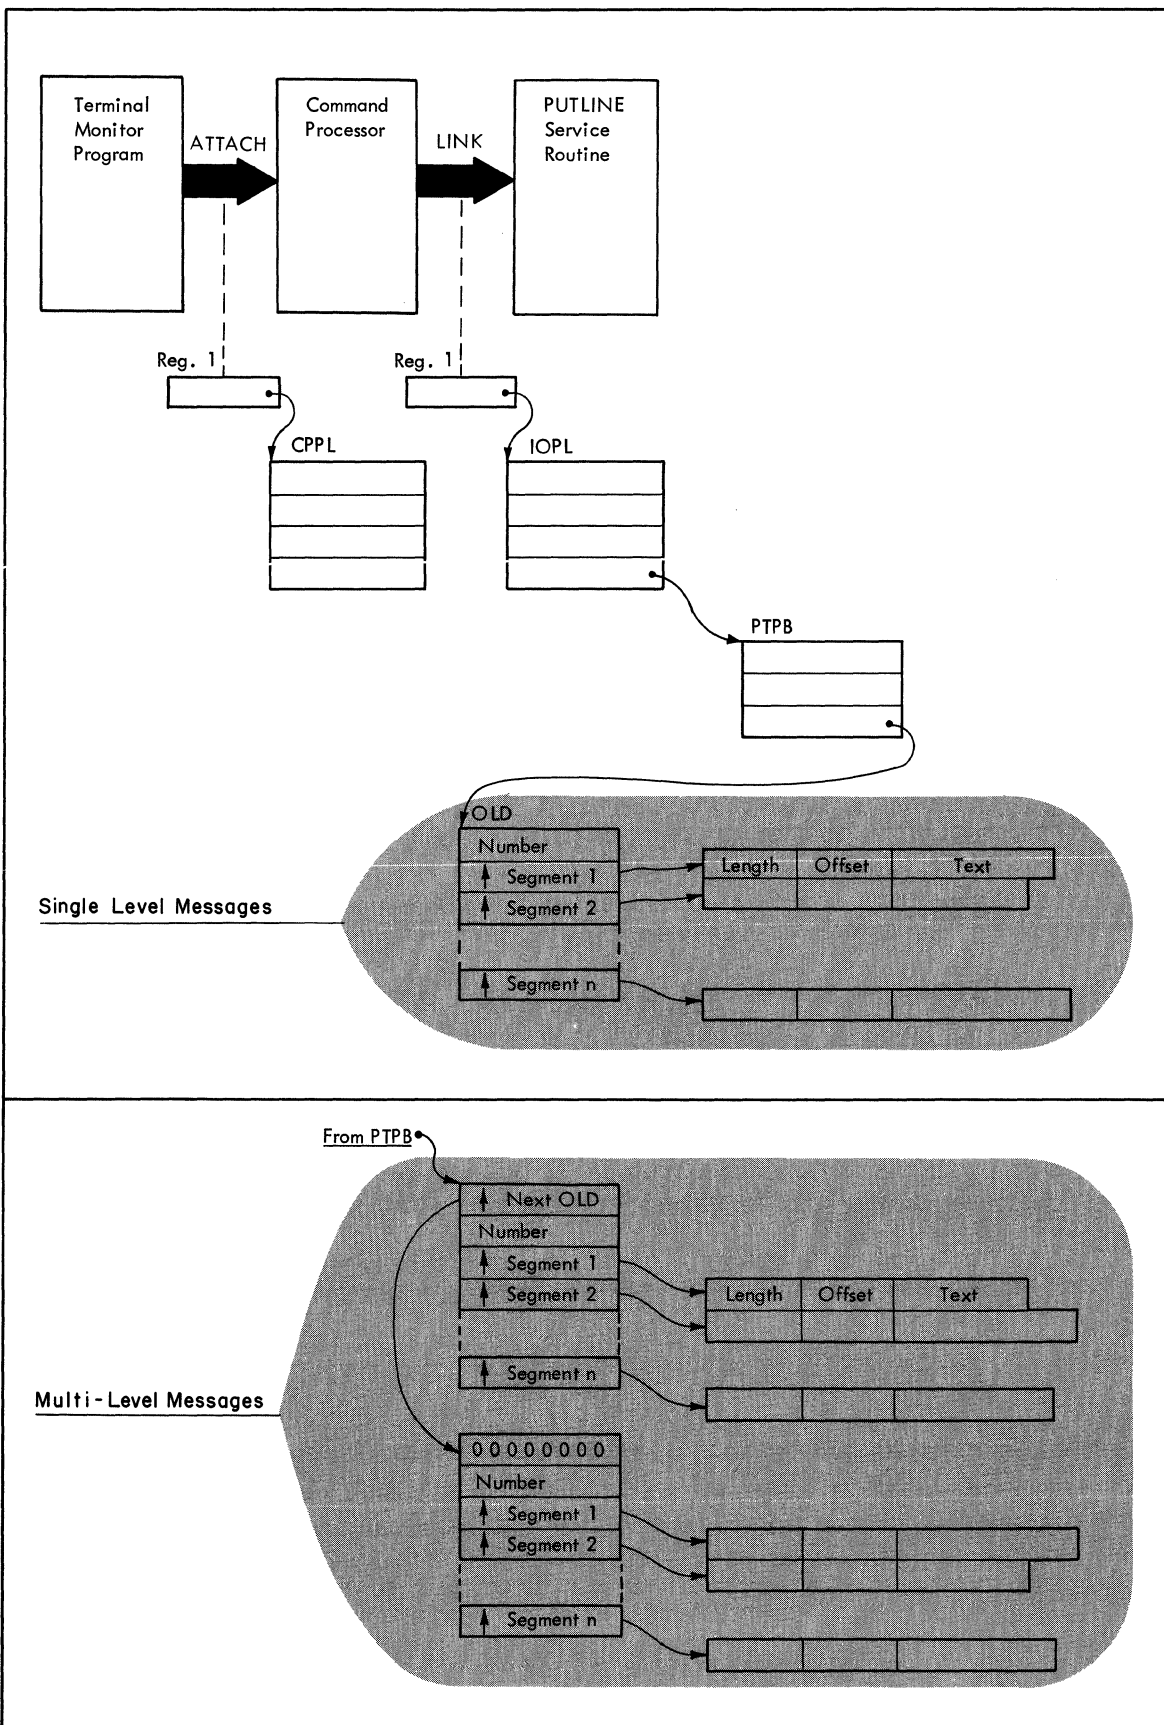 Terminal
Monitor
Program
ATTACH
Command
Processor
LINK
PUTLINE
Service
Routine
Reg. 1
Reg. 1
CPPL
IOPL
PTPB
OLD
Number
Segment 1
Segment 2
Segment n
Length Offset Text
Single Level Messages
From PTPB
Next OLD
Number
Segment 1
Segment 2
Segment n
Length Offset Text
Multi-Level Messages
00000000
Number
Segment 1
Segment 2
Segment n